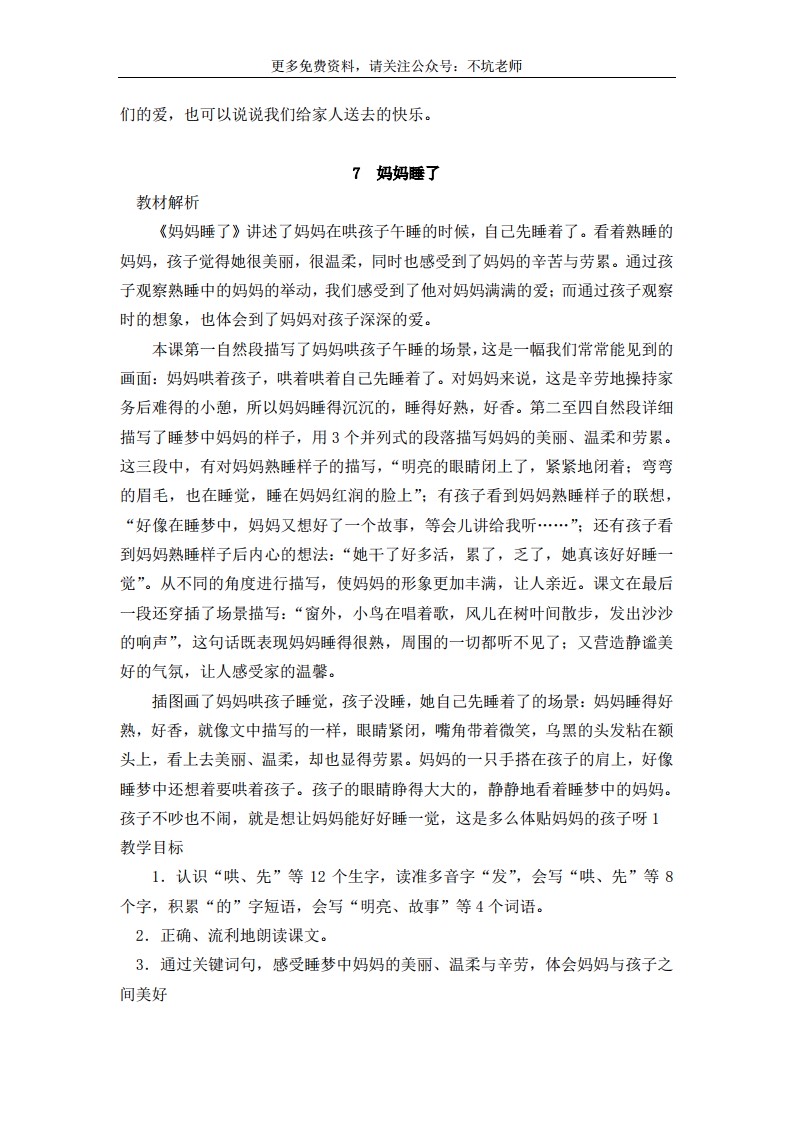 更多免费资料，请关注公众号：不坑老师
们的爱，也可以说说我们给家人送去的快乐。
7 妈妈睡了
教材解析
《妈妈睡了》讲述了妈妈在哄孩子午睡的时候，自己先睡着了。看着熟睡的
妈妈，孩子觉得她很美丽，很温柔，同时也感受到了妈妈的辛苦与劳累。通过孩
子观察熟睡中的妈妈的举动，我们感受到了他对妈妈满满的爱；而通过孩子观察
时的想象，也体会到了妈妈对孩子深深的爱。
本课第一自然段描写了妈妈哄孩子午睡的场景，这是一幅我们常常能见到的
画面：妈妈哄着孩子，哄着哄着自己先睡着了。对妈妈来说，这是辛劳地操持家
务后难得的小憩，所以妈妈睡得沉沉的，睡得好熟，好香。第二至四自然段详细
描写了睡梦中妈妈的样子，用 3 个并列式的段落描写妈妈的美丽、温柔和劳累。
这三段中，有对妈妈熟睡样子的描写，“明亮的眼睛闭上了，紧紧地闭着；弯弯
的眉毛，也在睡觉，睡在妈妈红润的脸上”；有孩子看到妈妈熟睡样子的联想，
“好像在睡梦中，妈妈又想好了一个故事，等会儿讲给我听……”；还有孩子看
到妈妈熟睡样子后内心的想法：“她干了好多活，累了，乏了，她真该好好睡一
觉”。从不同的角度进行描写，使妈妈的形象更加丰满，让人亲近。课文在最后
一段还穿插了场景描写：“窗外，小鸟在唱着歌，风儿在树叶间散步，发出沙沙
的响声”，这句话既表现妈妈睡得很熟，周围的一切都听不见了；又营造静谧美
好的气氛，让人感受家的温馨。
插图画了妈妈哄孩子睡觉，孩子没睡，她自己先睡着了的场景：妈妈睡得好
熟，好香，就像文中描写的一样，眼睛紧闭，嘴角带着微笑，乌黑的头发粘在额
头上，看上去美丽、温柔，却也显得劳累。妈妈的一只手搭在孩子的肩上，好像
睡梦中还想着要哄着孩子。孩子的眼睛睁得大大的，静静地看着睡梦中的妈妈。
孩子不吵也不闹，就是想让妈妈能好好睡一觉，这是多么体贴妈妈的孩子呀 1
教学目标
1．认识“哄、先”等 12 个生字，读准多音字“发”，会写“哄、先”等 8
个字，积累“的”字短语，会写“明亮、故事”等 4 个词语。
2．正确、流利地朗读课文。
3．通过关键词句，感受睡梦中妈妈的美丽、温柔与辛劳，体会妈妈与孩子之
间美好